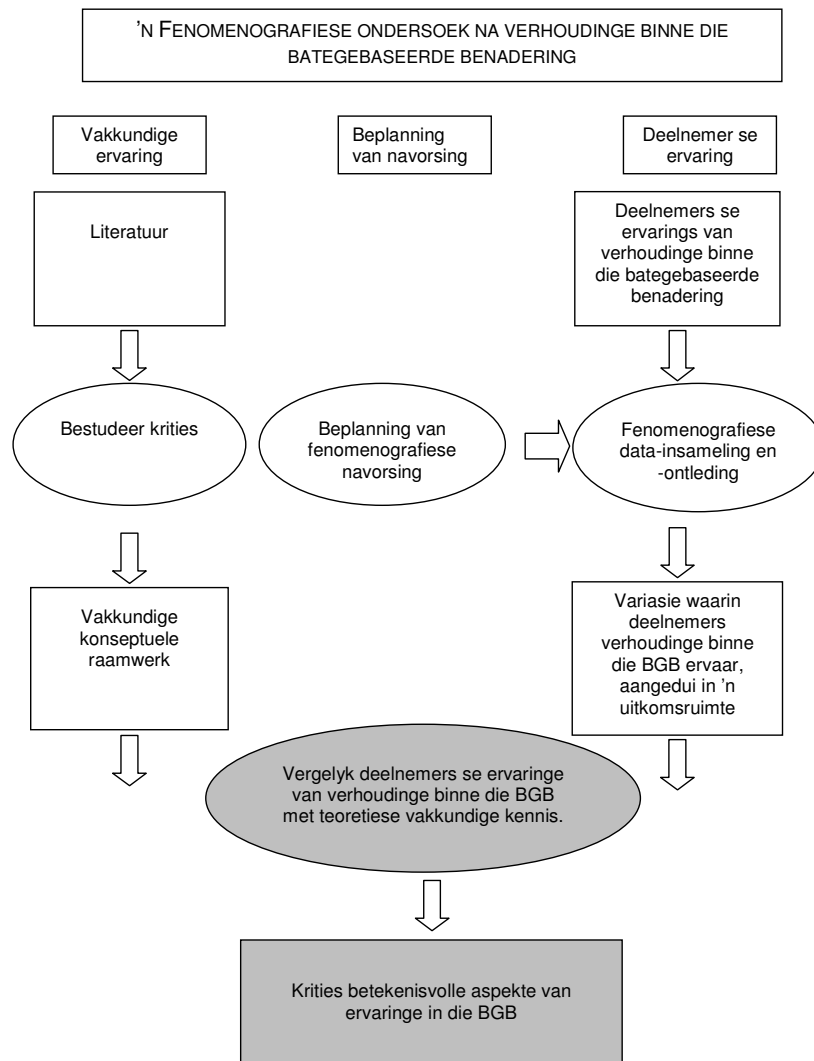 ’N FENOMENOGRAFIESE ONDERSOEK NA VERHOUDINGE BINNE DIE
BATEGEBASEERDE BENADERING
Vakkundige
ervaring
Beplanning
van navorsing
Deelnemer se
ervaring
Literatuur
Deelnemers se
ervarings van
verhoudinge binne
die bategebaseerde
benadering
Bestudeer krities
Beplanning van
fenomenografiese
navorsing
Fenomenografiese
data-insameling en
-ontleding
Vakkundige
konseptuele
raamwerk
Variasie waarin
deelnemers
verhoudinge binne
die BGB ervaar,
aangedui in ’n
uitkomsruimte
Vergelyk deelnemers se ervaringe
van verhoudinge binne die BGB
met teoretiese vakkundige kennis.
Krities betekenisvolle aspekte van
ervaringe in die BGB